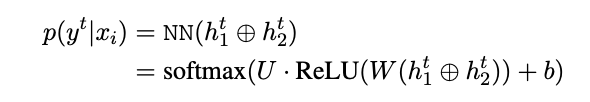 p(y^t|x_i) = NN(h_1^t ⊕ h_2^t)
= softmax(U · ReLU(W(h_1^t ⊕ h_2^t)) + b)